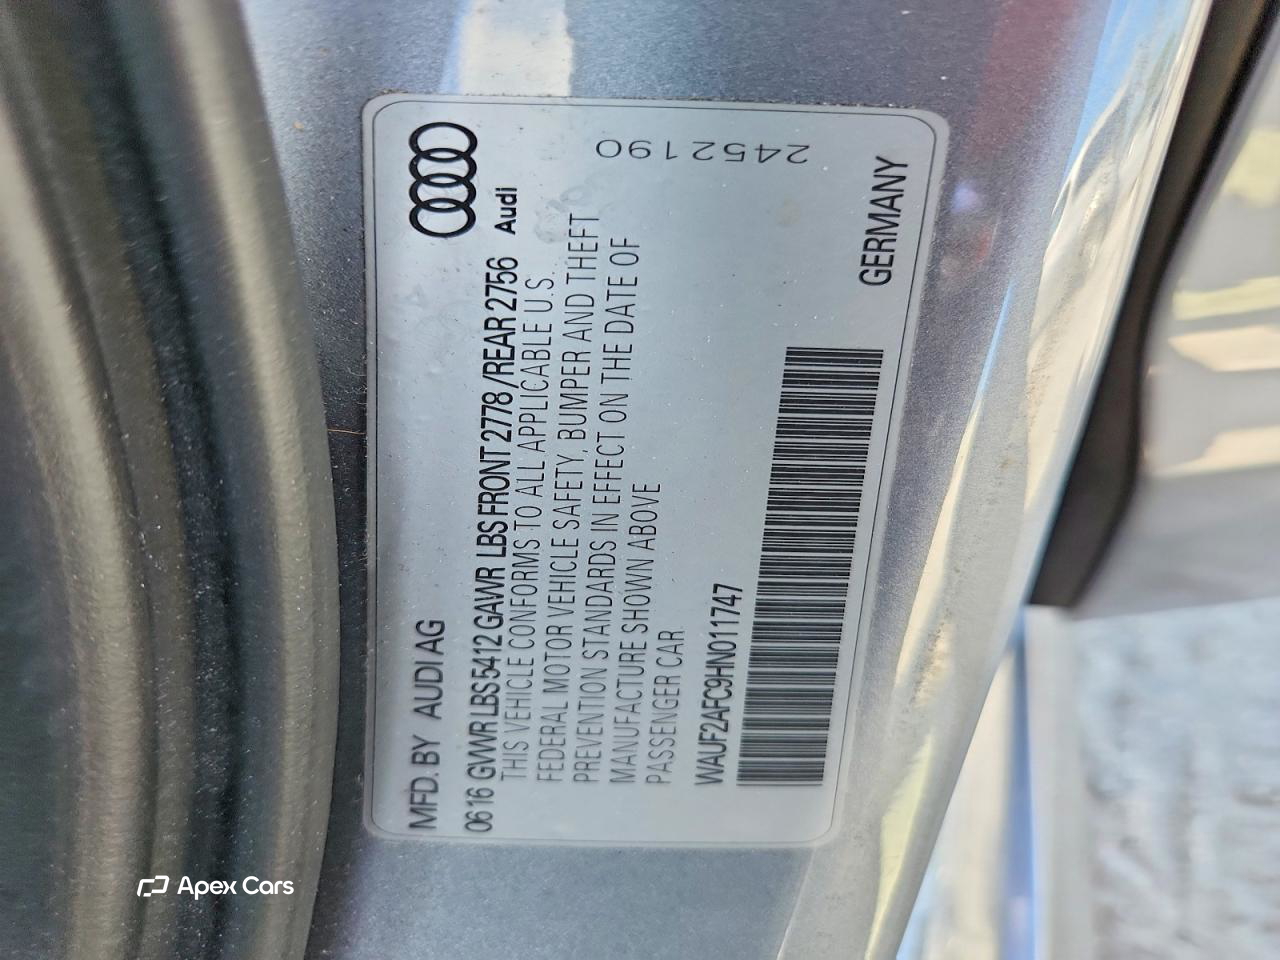 MFD. BY AUDI AG
0616 GVWR LBS 5412 GAWR LBS FRONT 2778 / REAR 2756
Audi
THIS VEHICLE CONFORMS TO ALL APPLICABLE U.S.
FEDERAL MOTOR VEHICLE SAFETY, BUMPER AND THEFT
PREVENTION STANDARDS IN EFFECT ON THE DATE OF
MANUFACTURE SHOWN ABOVE
PASSENGER CAR
2452190
WAUF2AFC9HN011747
GERMANY
Apex Cars